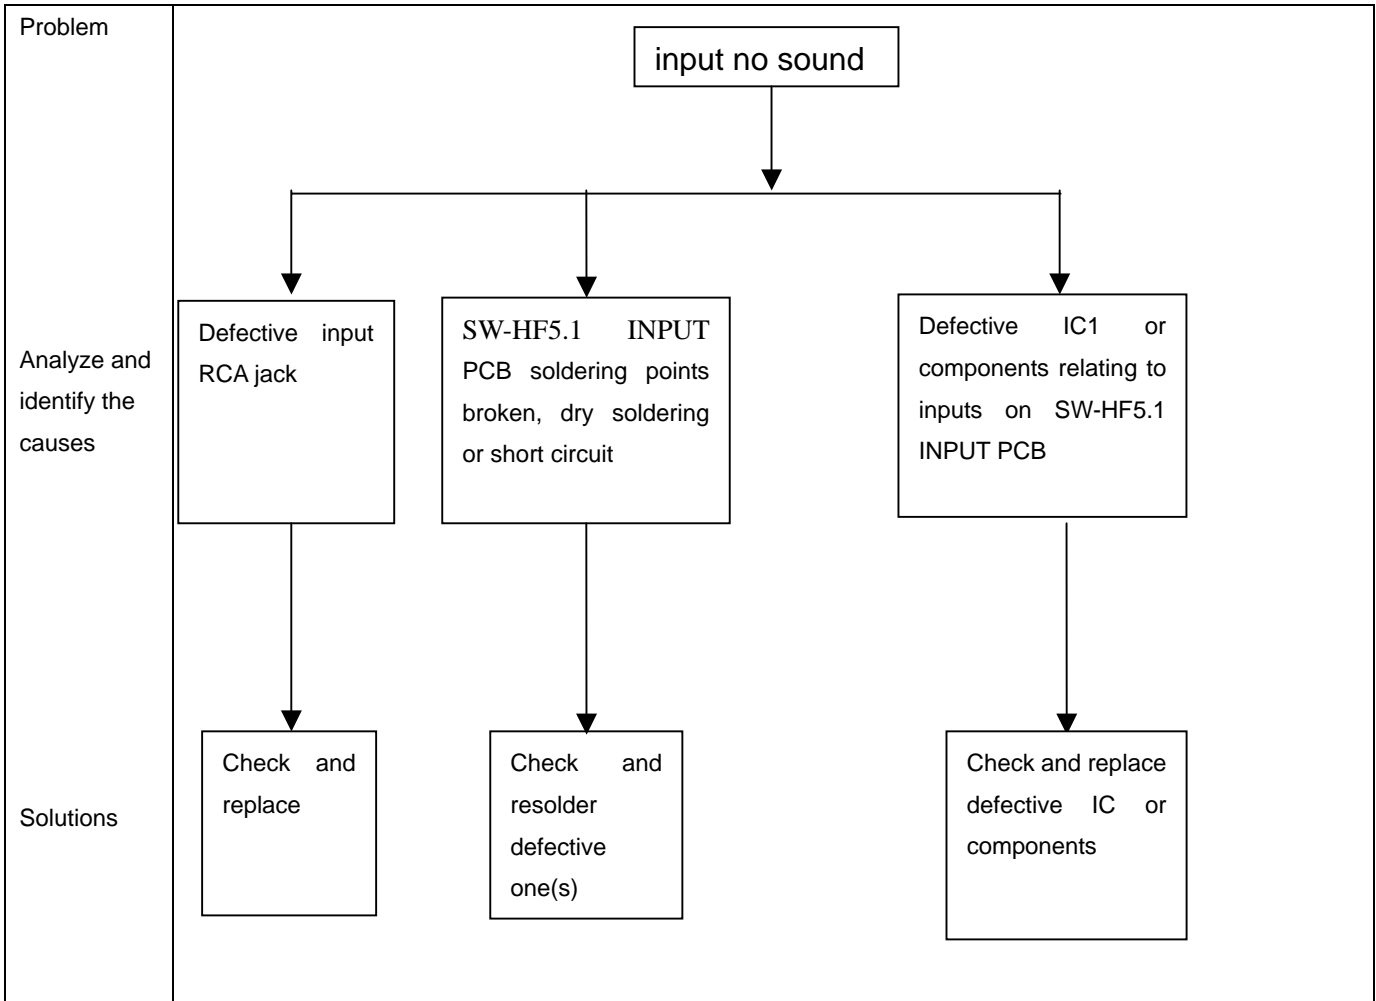 Problem
input no sound
Analyze and
identify the
causes
Defective input
RCA jack
SW-HF5.1 INPUT
PCB soldering points
broken, dry soldering
or short circuit
Defective IC1 or
components relating to
inputs on SW-HF5.1
INPUT PCB
Solutions
Check and
replace
Check and
resolder
defective
one(s)
Check and replace
defective IC or
components